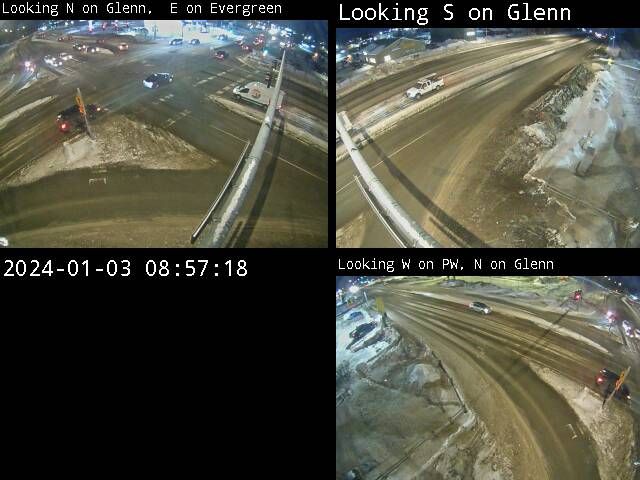 Looking N on Glenn,  E on Evergreen
Looking S on Glenn
2024-01-03 08:57:18
Looking W on PW, N on Glenn